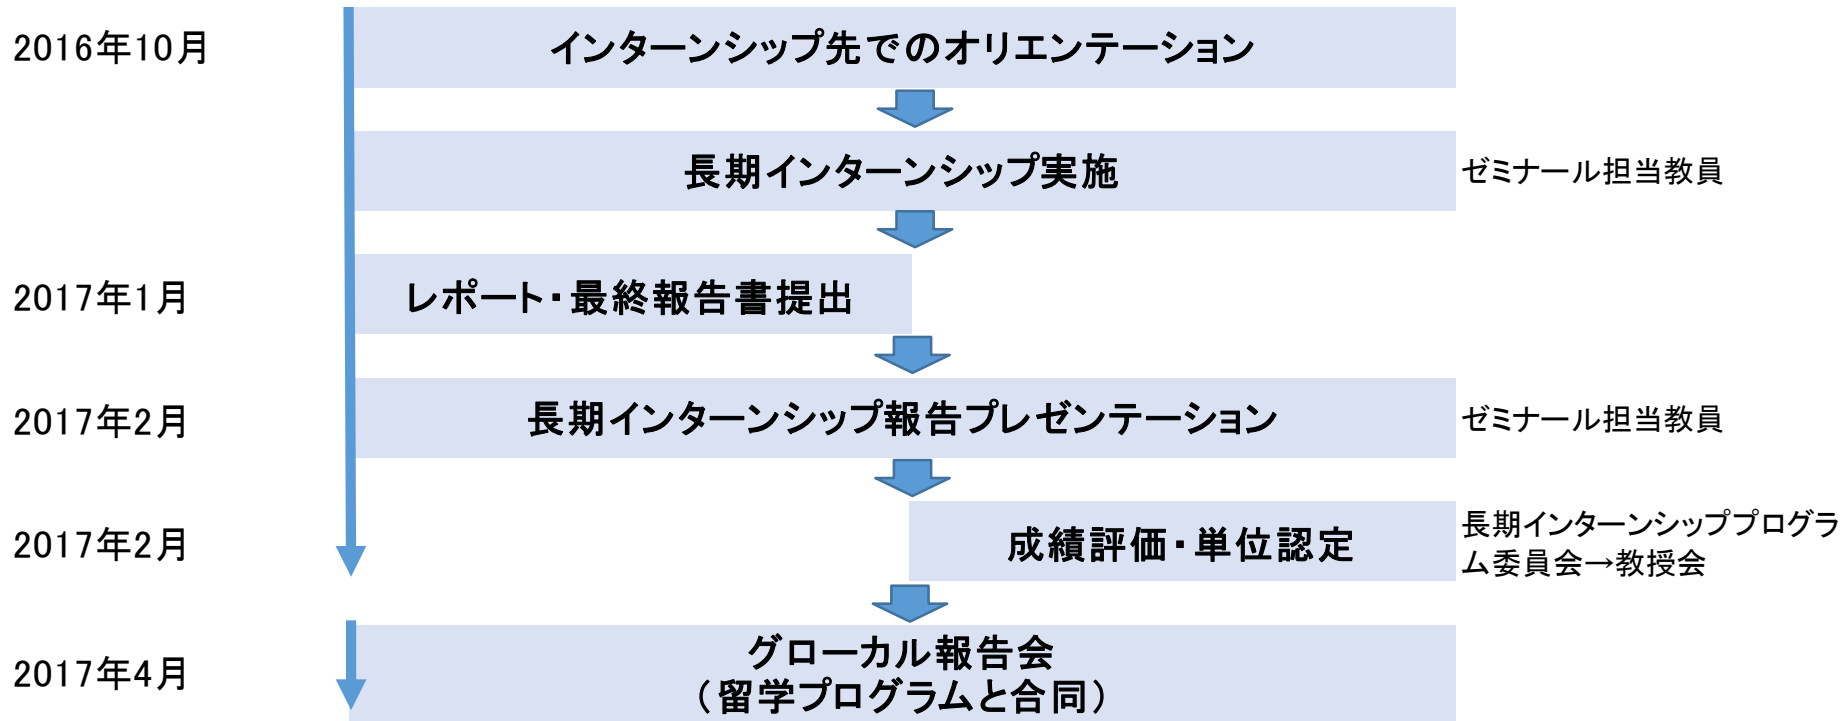 2016年10月
インターンシップ先でのオリエンテーション
長期インターンシップ実施
ゼミナール担当教員
2017年1月
レポート・最終報告書提出
2017年2月
長期インターンシップ報告プレゼンテーション
ゼミナール担当教員
2017年2月
成績評価・単位認定
長期インターンシッププログラ
ム委員会→教授会
2017年4月
グローカル報告会
（留学プログラムと合同）